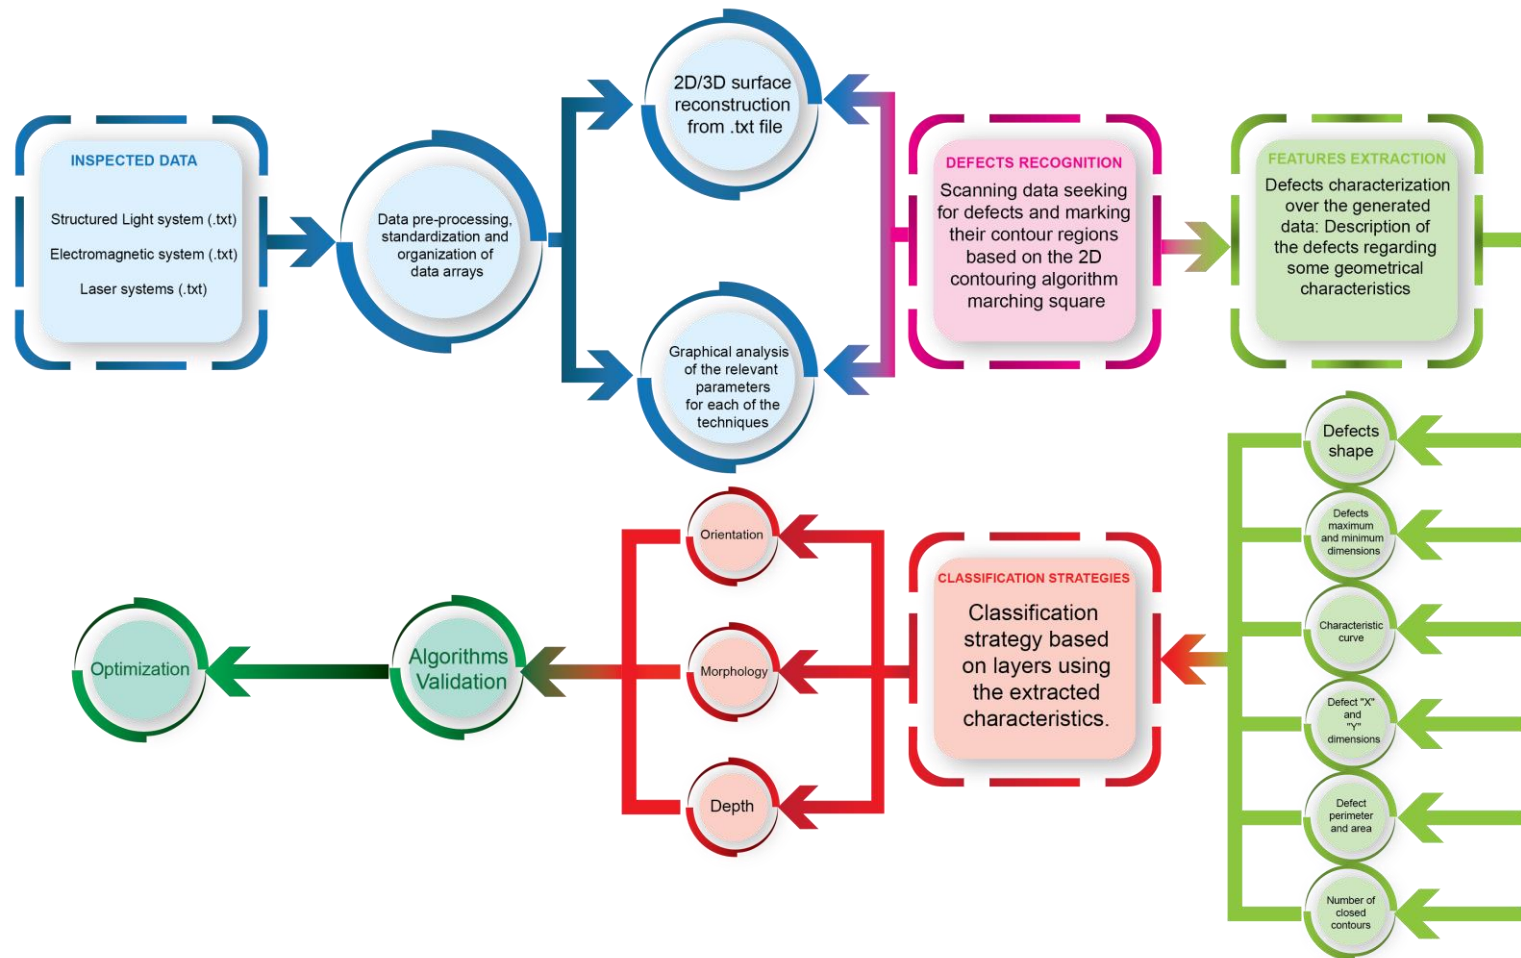 INSPECTED DATA
Structured Light system (.txt)
Electromagnetic system (.txt)
Laser systems (.txt)
Data pre-processing,
standardization and
organization of
data arrays
2D/3D surface
reconstruction
from .txt file
Graphical analysis
of the relevant
parameters
for each of the
techniques
DEFECTS RECOGNITION
Scanning data seeking
for defects and marking
their contour regions
based on the 2D
contouring algorithm
marching square
FEATURES EXTRACTION
Defects characterization
over the generated
data: Description of
the defects regarding
some geometrical
characteristics
Defects
shape
Defects
maximum
and minimum
dimensions
Characteristic
curve
Defect "X"
and
"Y"
dimensions
Defect
perimeter
and area
Number of
closed
contours
CLASSIFICATION STRATEGIES
Classification
strategy based
on layers using
the extracted
characteristics.
Orientation
Morphology
Depth
Algorithms
Validation
Optimization